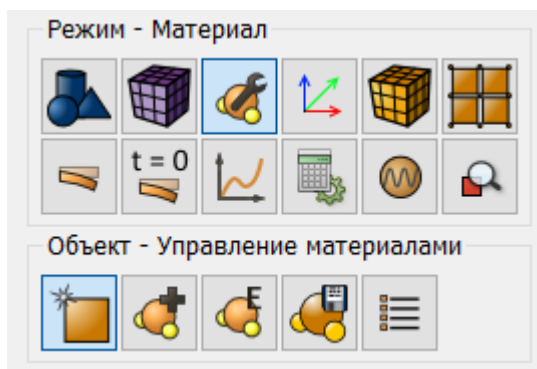 Режим - Материал
t = 0
Объект - Управление материалами
E